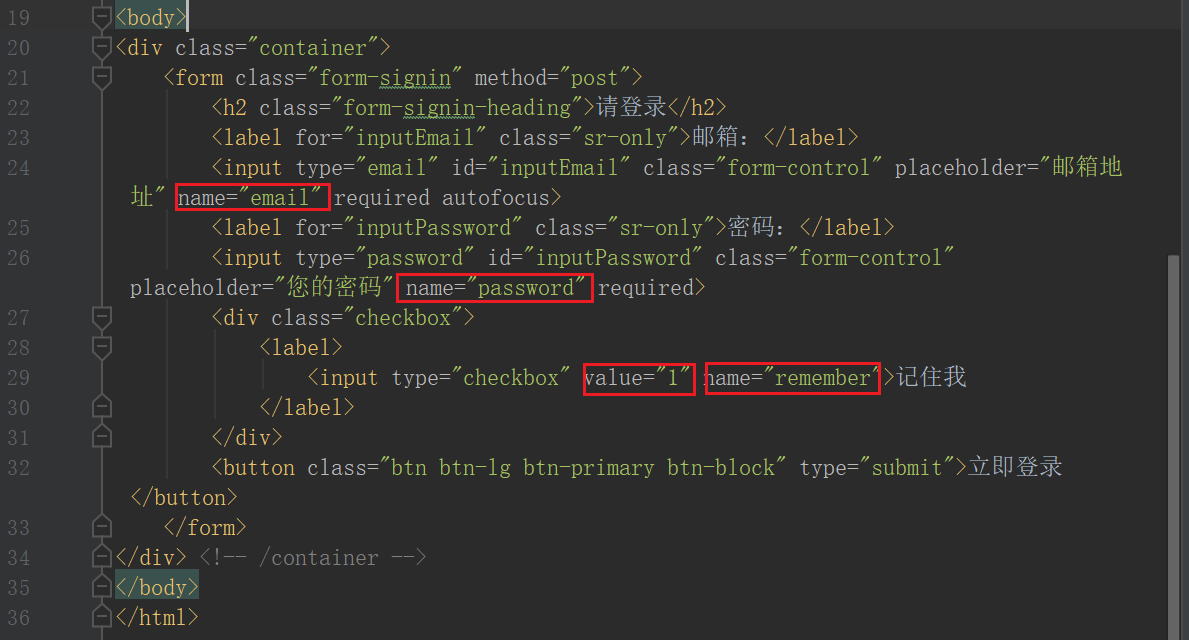 19 <body>
20 <div class="container">
21 <form class="form-signin" method="post">
22 <h2 class="form-signin-heading">请登录</h2>
23 <label for="inputEmail" class="sr-only">邮箱：</label>
24 <input type="email" id="inputEmail" class="form-control" placeholder="邮箱地
址" name="email" required autofocus>
25 <label for="inputPassword" class="sr-only">密码：</label>
26 <input type="password" id="inputPassword" class="form-control"
placeholder="您的密码" name="password" required>
27 <div class="checkbox">
28 <label>
29 <input type="checkbox" value="1" name="remember">记住我
30 </label>
31 </div>
32 <button class="btn btn-lg btn-primary btn-block" type="submit">立即登录
</button>
33 </form>
34 </div> <!-- /container -->
35 </body>
36 </html>